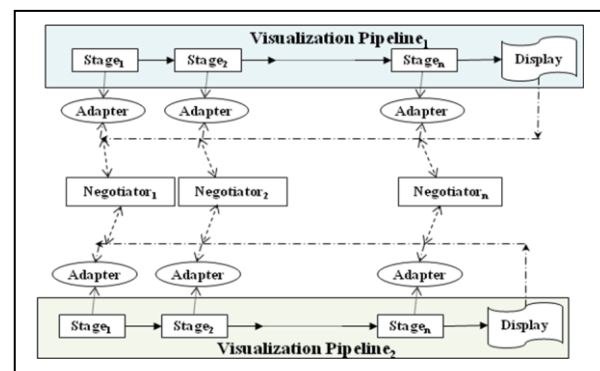 Visualization Pipeline₁
Stage₁ Stage₂ Stageₙ Display
Adapter Adapter Adapter
Negotiator₁ Negotiator₂ Negotiatorₙ
Adapter Adapter Adapter
Stage₁ Stage₂ Stageₙ Display
Visualization Pipeline₂